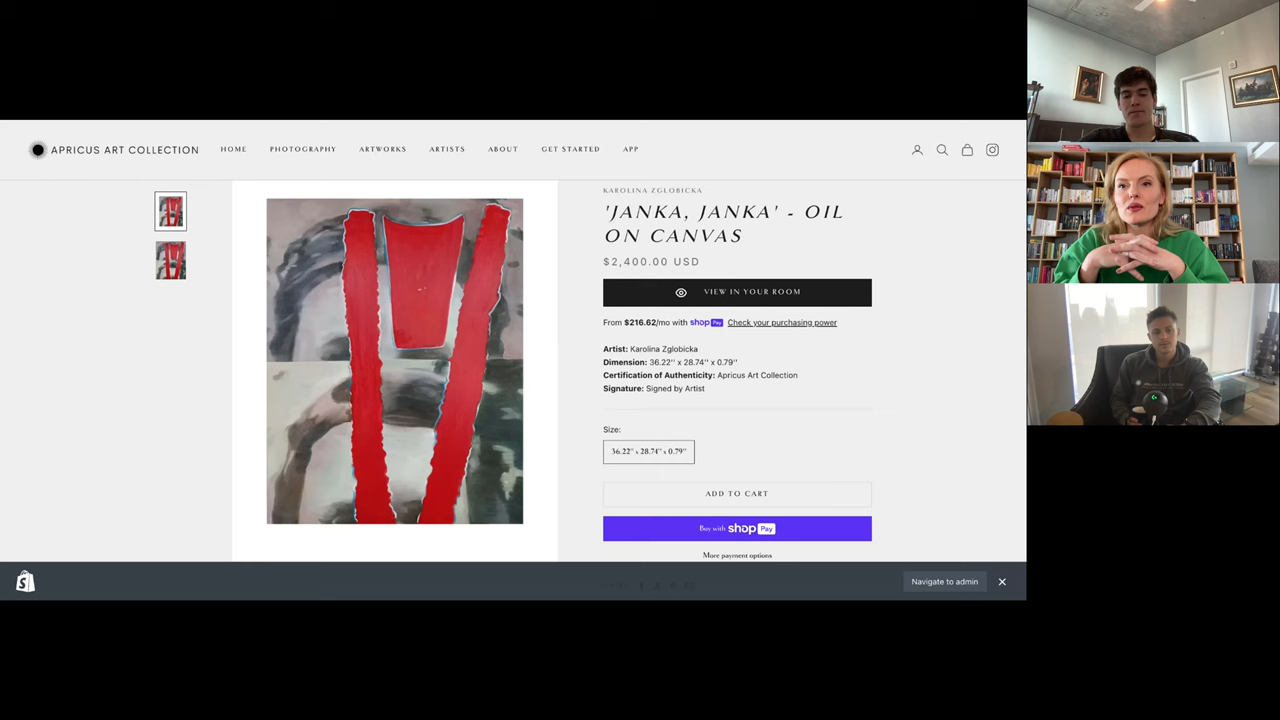 APRICUS ART COLLECTION
HOME
PHOTOGRAPHY
ARTWORKS
ARTISTS
ABOUT
GET STARTED
APP
KAROLINA ZGLOBICKA
'JANKA, JANKA' - OIL
ON CANVAS
$2,400.00 USD
VIEW IN YOUR ROOM
From $216.62/mo with shop Pay Check your purchasing power
Artist: Karolina Zglobicka
Dimension: 36.22'' x 28.74'' x 0.79''
Certification of Authenticity: Apricus Art Collection
Signature: Signed by Artist
Size:
36.22'' x 28.74'' x 0.79''
ADD TO CART
Buy with shop Pay
More payment options
Navigate to admin